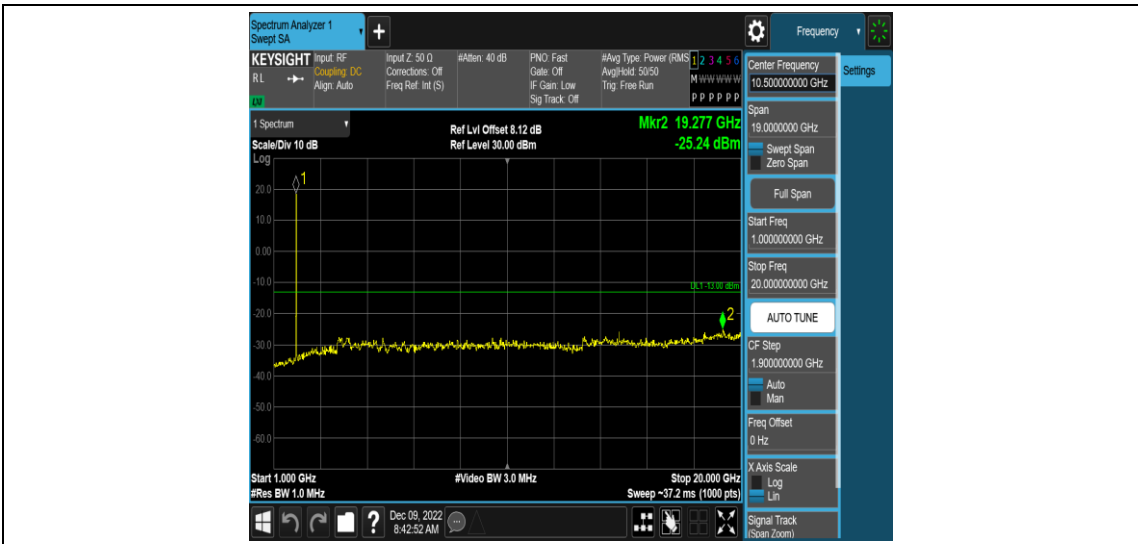 Spectrum Analyzer 1
Swept SA
+
Frequency
KEYSIGHT
RL
LXI
Input: RF
Coupling: DC
Align: Auto
Input Z: 50 Ω
Corrections: Off
Freq Ref: Int (S)
#Atten: 40 dB
PNO: Fast
Gate: Off
IF Gain: Low
Sig Track: Off
#Avg Type: Power (RMS
Avg|Hold: 50/50
Trig: Free Run
1 2 3 4 5 6
M W W W W W
P P P P P P
1 Spectrum
Scale/Div 10 dB
Log
Ref Lvl Offset 8.12 dB
Ref Level 30.00 dBm
Mkr2 19.277 GHz
-25.24 dBm
1
20.0
10.0
0.00
-10.0
DL1 -13.00 dBm
-20.0
2
-30.0
-40.0
-50.0
-60.0
Start 1.000 GHz
#Res BW 1.0 MHz
#Video BW 3.0 MHz
Stop 20.000 GHz
Sweep ~37.2 ms (1000 pts)
?
Dec 09, 2022
8:42:52 AM
Center Frequency
10.500000000 GHz
Settings
Span
19.0000000 GHz
Swept Span
Zero Span
Full Span
Start Freq
1.000000000 GHz
Stop Freq
20.000000000 GHz
AUTO TUNE
CF Step
1.900000000 GHz
Auto
Man
Freq Offset
0 Hz
X Axis Scale
Log
Lin
Signal Track
(Span Zoom)